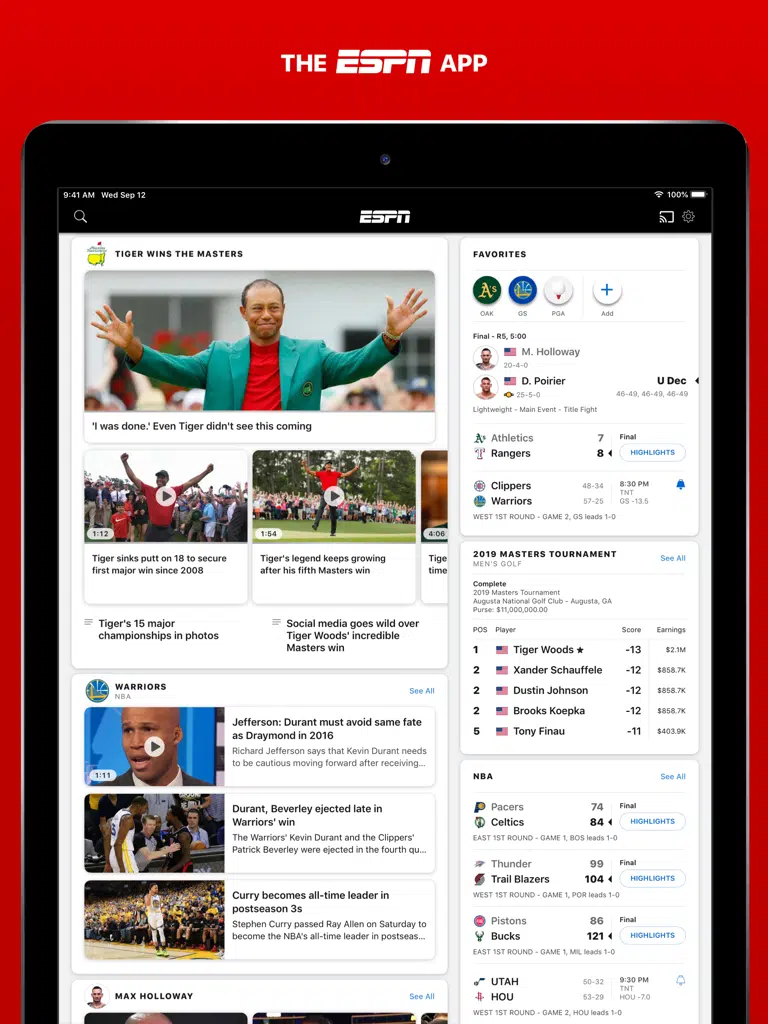 THE ESPN APP
9:41 AM Wed Sep 12
100%
ESPN
TIGER WINS THE MASTERS
'I was done.' Even Tiger didn't see this coming
1:12
1:54
4:06
Tiger sinks putt on 18 to secure
first major win since 2008
Tiger's legend keeps growing
after his fifth Masters win
Tige
time
Tiger's 15 major
championships in photos
Social media goes wild over
Tiger Woods' incredible
Masters win
WARRIORS
NBA
See All
1:11
Jefferson: Durant must avoid same fate
as Draymond in 2016
Richard Jefferson says that Kevin Durant needs
to be cautious moving forward after receiving...
Durant, Beverley ejected late in
Warriors' win
The Warriors' Kevin Durant and the Clippers'
Patrick Beverley were ejected in the fourth qu...
Curry becomes all-time leader in
postseason 3s
Stephen Curry passed Ray Allen on Saturday to
become the NBA's all-time leader in postseas...
MAX HOLLOWAY
See All
FAVORITES
A's
OAK
GS
PGA
Add
Final - R5, 5:00
M. Holloway
20-4-0
D. Poirier
25-5-0
U Dec
46-49, 46-49, 46-49
Lightweight - Main Event - Title Fight
Athletics 7 Final
Rangers 8 HIGHLIGHTS
Clippers 48-34 8:30 PM
TNT
Warriors 57-25 GS -13.5
WEST 1ST ROUND - GAME 2, GS leads 1-0
2019 MASTERS TOURNAMENT
MEN'S GOLF
See All
Complete
2019 Masters Tournament
Augusta National Golf Club - Augusta, GA
Purse: $11,000,000.00
POS Player Score Earnings
1 Tiger Woods ★ -13 $2.1M
2 Xander Schauffele -12 $858.7K
2 Dustin Johnson -12 $858.7K
2 Brooks Koepka -12 $858.7K
5 Tony Finau -11 $403.9K
NBA
See All
Pacers 74 Final
Celtics 84 HIGHLIGHTS
EAST 1ST ROUND - GAME 1, BOS leads 1-0
Thunder 99 Final
Trail Blazers 104 HIGHLIGHTS
WEST 1ST ROUND - GAME 1, POR leads 1-0
Pistons 86 Final
Bucks 121 HIGHLIGHTS
EAST 1ST ROUND - GAME 1, MIL leads 1-0
UTAH 50-32 9:30 PM
TNT
HOU 53-29 HOU -7.0
WEST 1ST ROUND - GAME 2, HOU leads 1-0